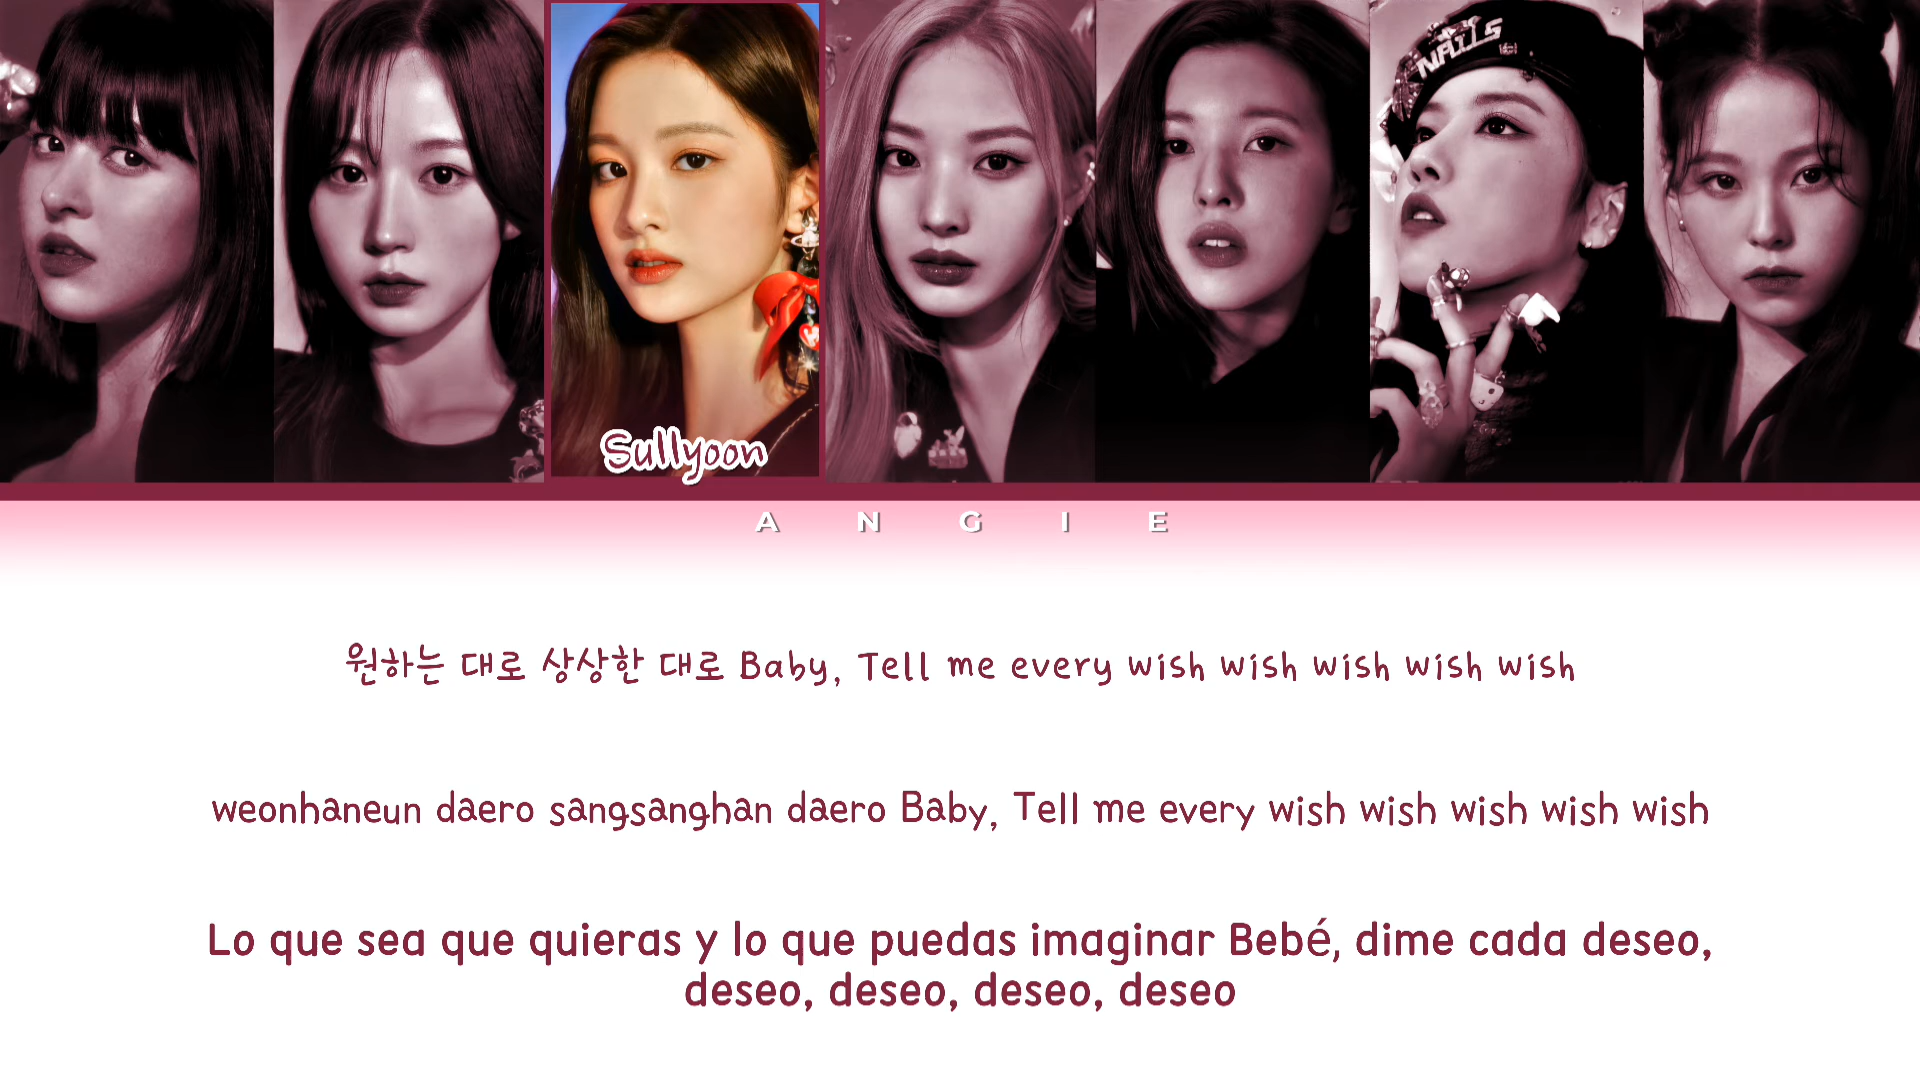 NAILS
Sullyoon
A N G I E
원하는 대로 상상한 대로 Baby, Tell me every wish wish wish wish wish
weonhaneun daero sangsanghan daero Baby, Tell me every wish wish wish wish wish
Lo que sea que quieras y lo que puedas imaginar Bebé, dime cada deseo,
deseo, deseo, deseo, deseo